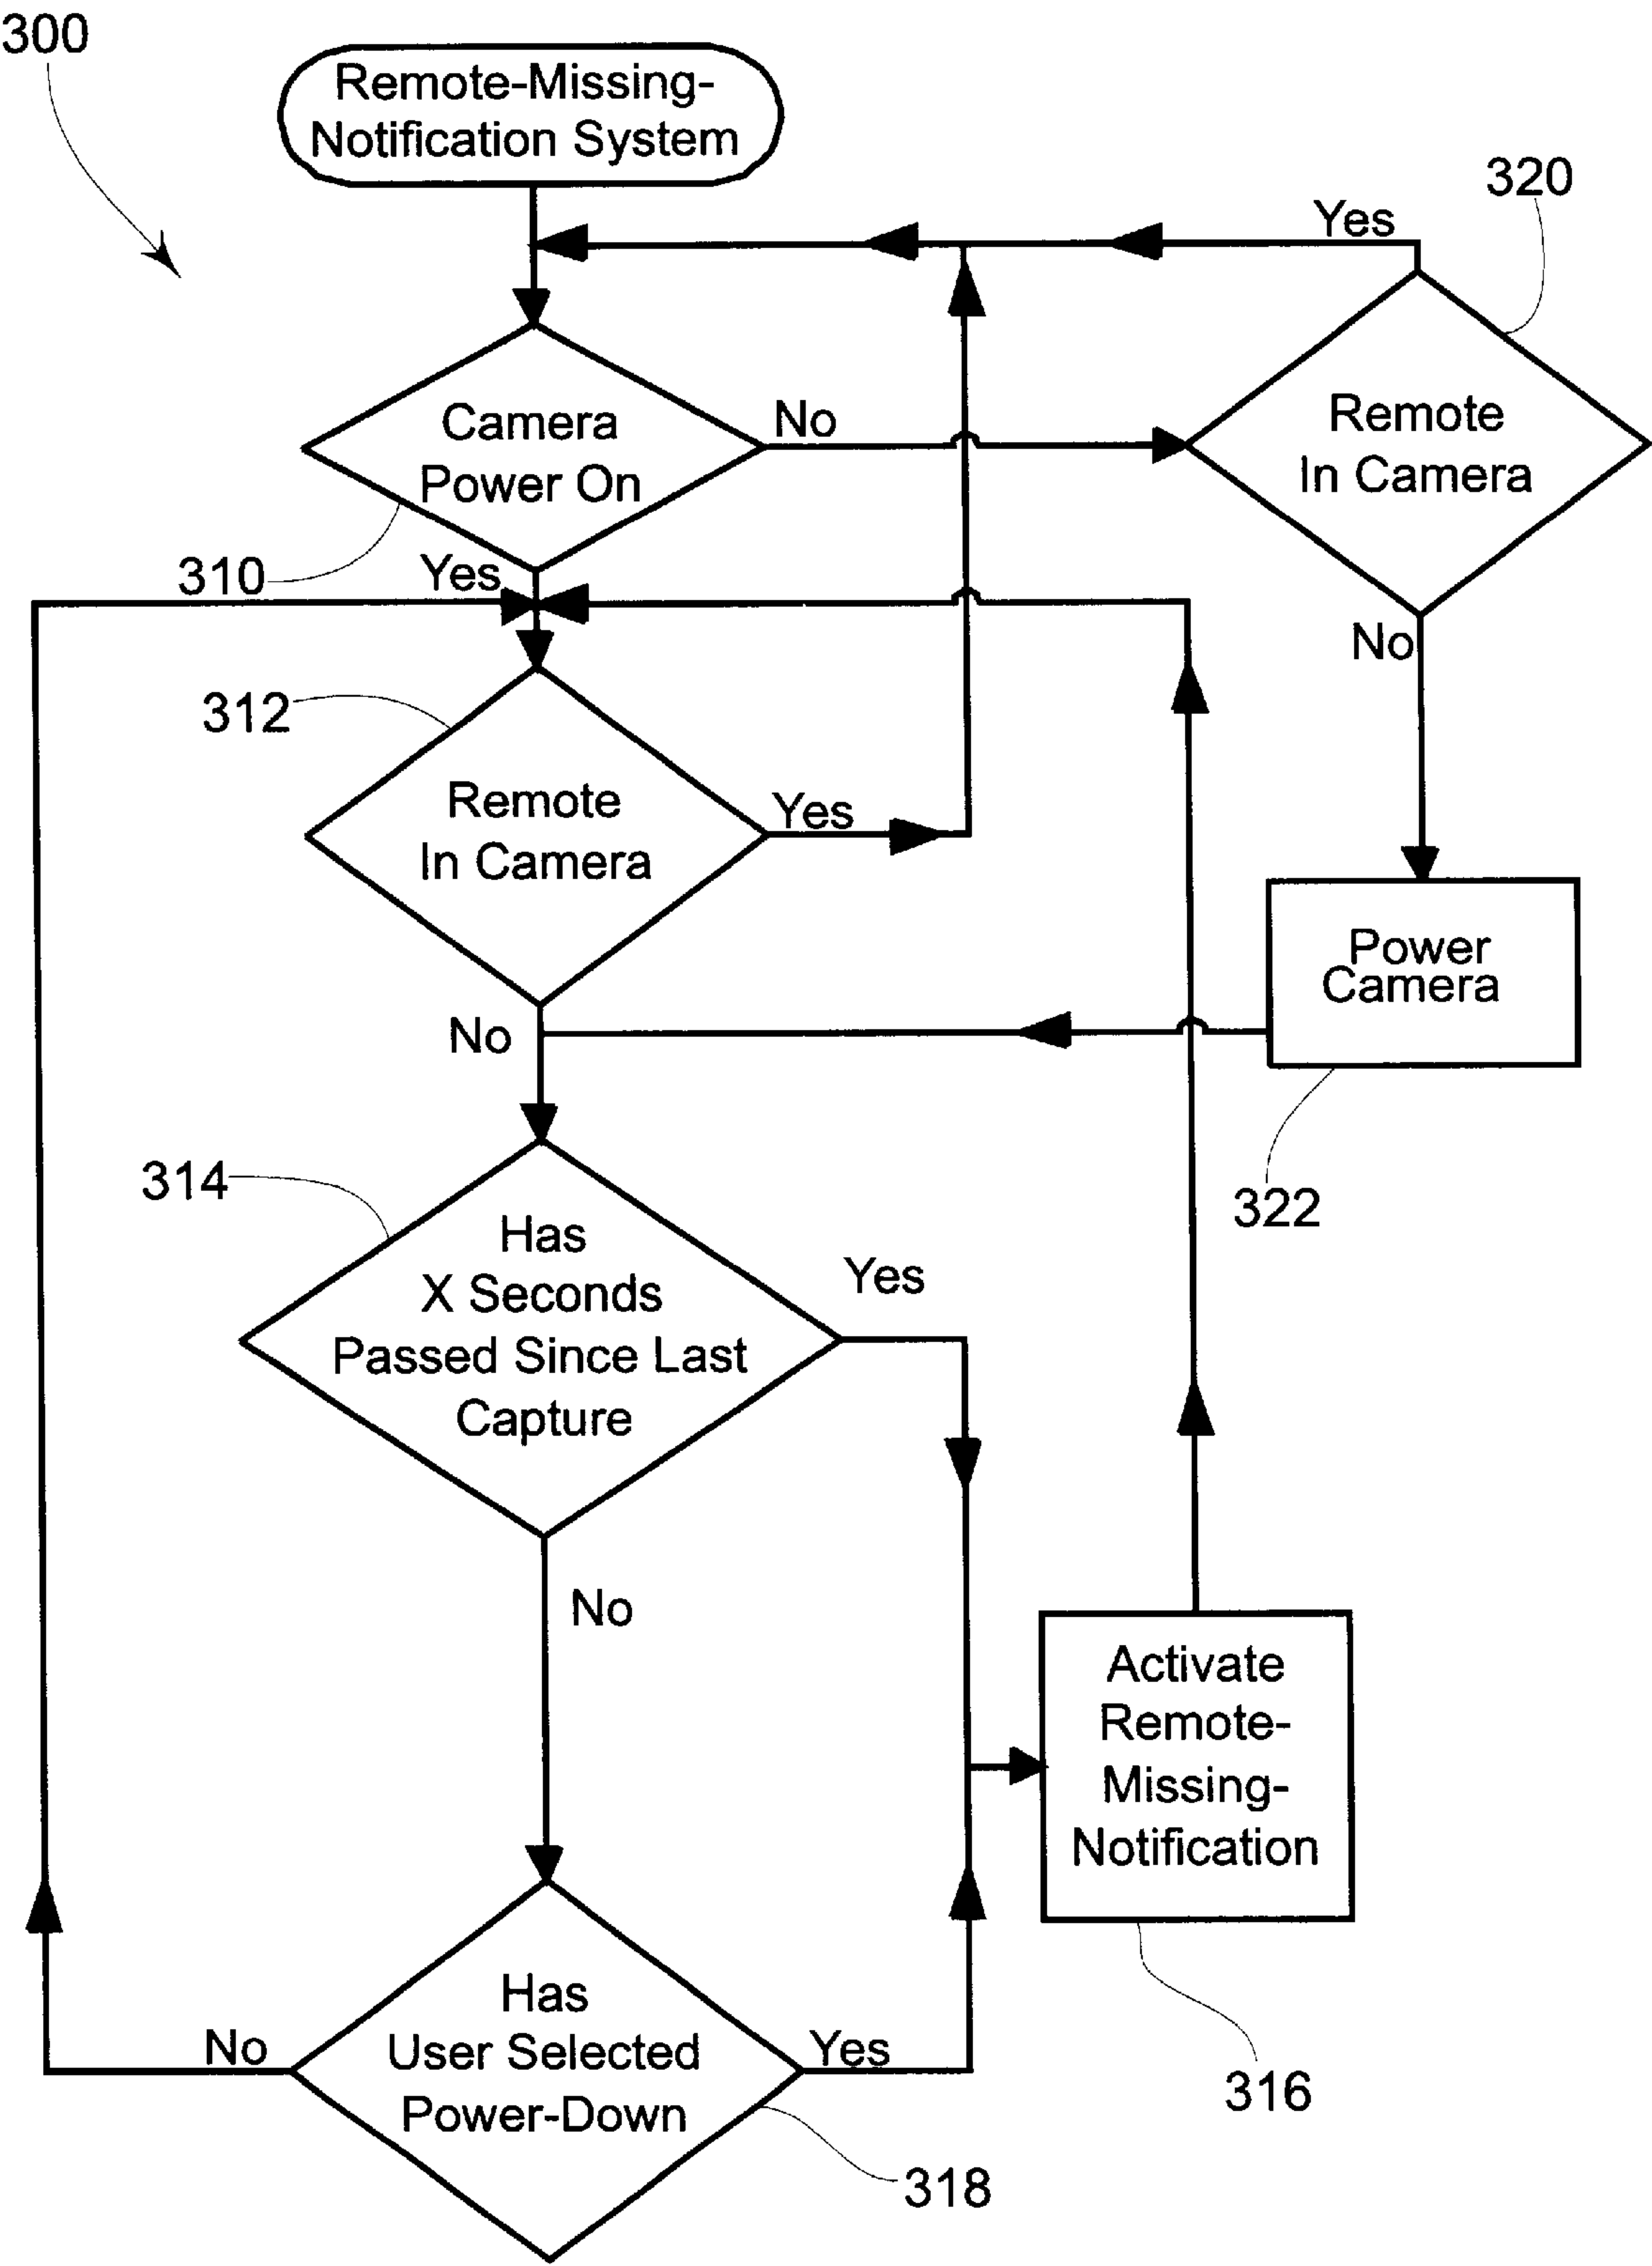 300
Remote-Missing-
Notification System
320
Yes
Camera
Power On
No
Remote
In Camera
310
Yes
No
312
Remote
In Camera
Yes
Power
Camera
No
314
322
Has
X Seconds
Passed Since Last
Capture
Yes
No
Activate
Remote-
Missing-
Notification
Has
User Selected
Power-Down
No
Yes
316
318